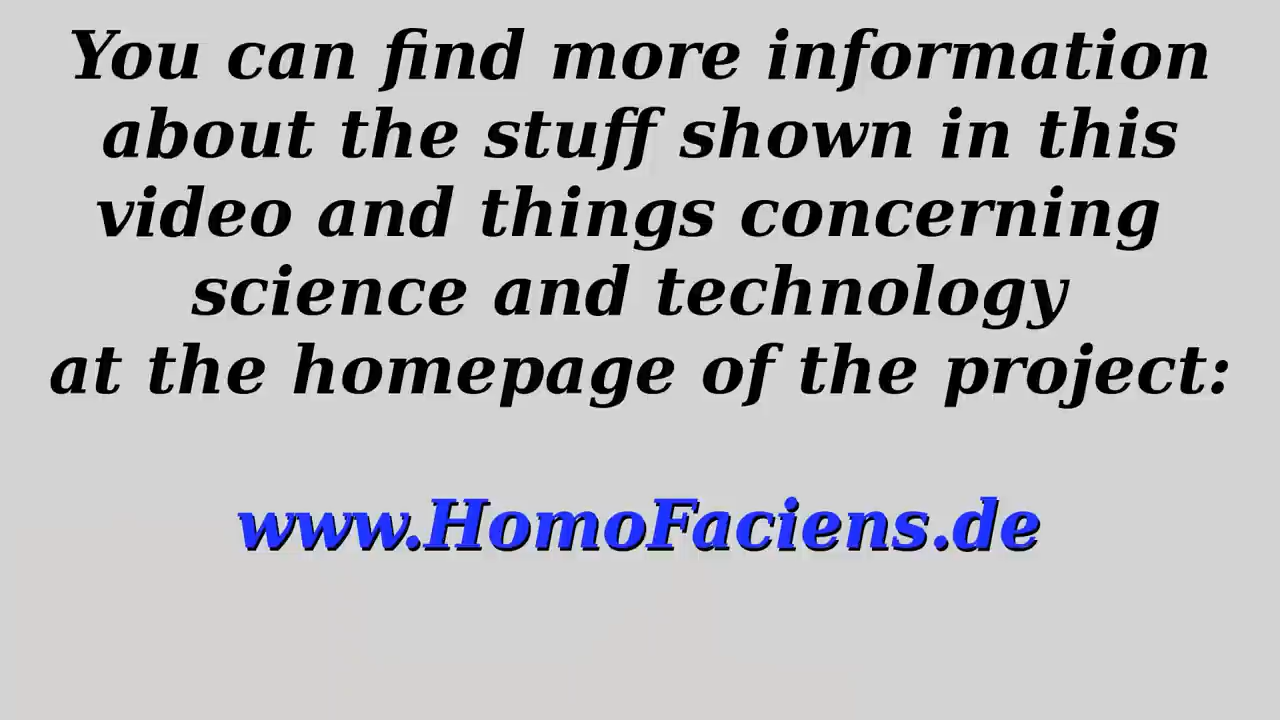 You can find more information
about the stuff shown in this
video and things concerning
science and technology
at the homepage of the project:
www.HomoFaciens.de